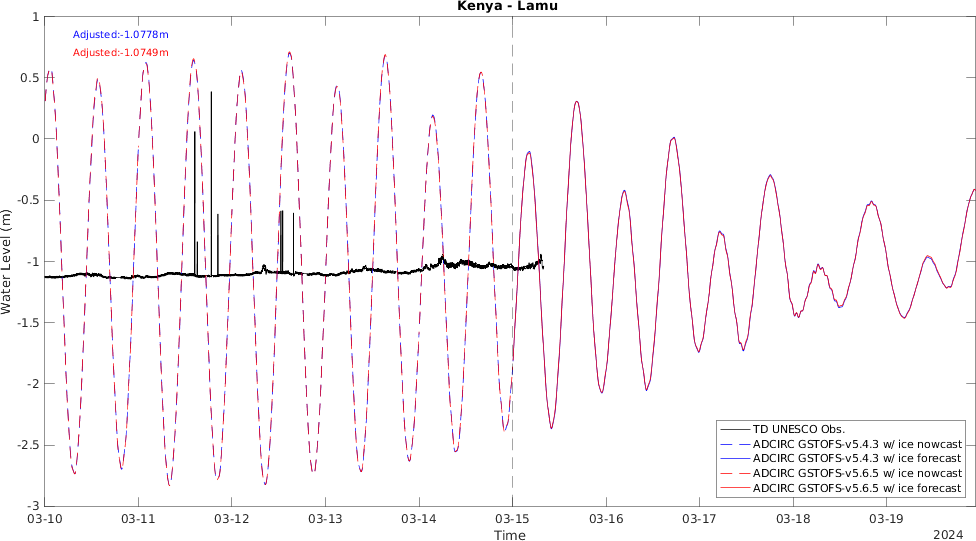 Kenya - Lamu
Adjusted:-1.0778m
Adjusted:-1.0749m
1
0.5
0
-0.5
-1
-1.5
-2
-2.5
-3
Water Level (m)
03-10 03-11 03-12 03-13 03-14 03-15 03-16 03-17 03-18 03-19
Time
2024
TD UNESCO Obs.
ADCIRC GSTOFS-v5.4.3 w/ ice nowcast
ADCIRC GSTOFS-v5.4.3 w/ ice forecast
ADCIRC GSTOFS-v5.6.5 w/ ice nowcast
ADCIRC GSTOFS-v5.6.5 w/ ice forecast